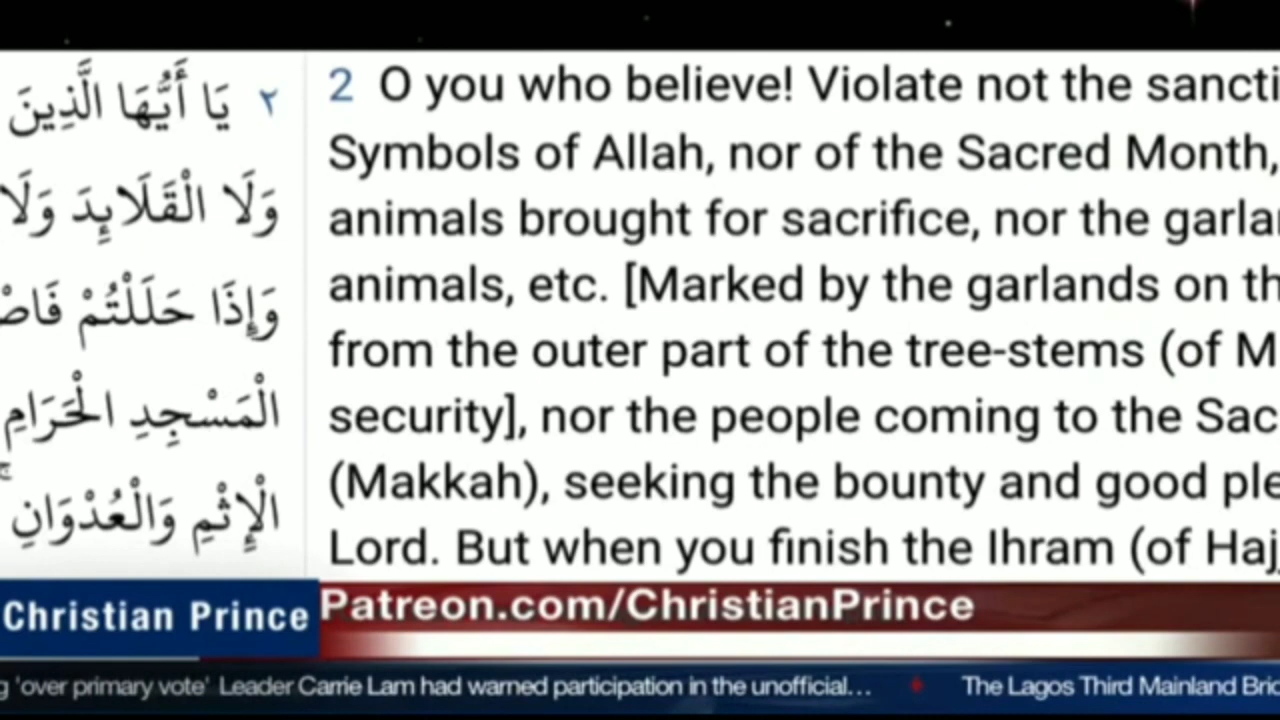 ٢ يَا أَيُّهَا الَّذِينَ
وَلَا الْقَلَايِدَ وَلَا
وَإِذَا حَلَلْتُمْ فَاصْ
الْمَسْجِدِ الْحَرَامِ
الْإِثْمِ وَالْعُدْوَانِ ۚ
2 O you who believe! Violate not the sancti
Symbols of Allah, nor of the Sacred Month,
animals brought for sacrifice, nor the garla
animals, etc. [Marked by the garlands on th
from the outer part of the tree-stems (of M
security], nor the people coming to the Sac
(Makkah), seeking the bounty and good ple
Lord. But when you finish the Ihram (of Haj
Christian Prince
Patreon.com/ChristianPrince
g 'over primary vote' Leader Carrie Lam had warned participation in the unofficial... The Lagos Third Mainland Bric